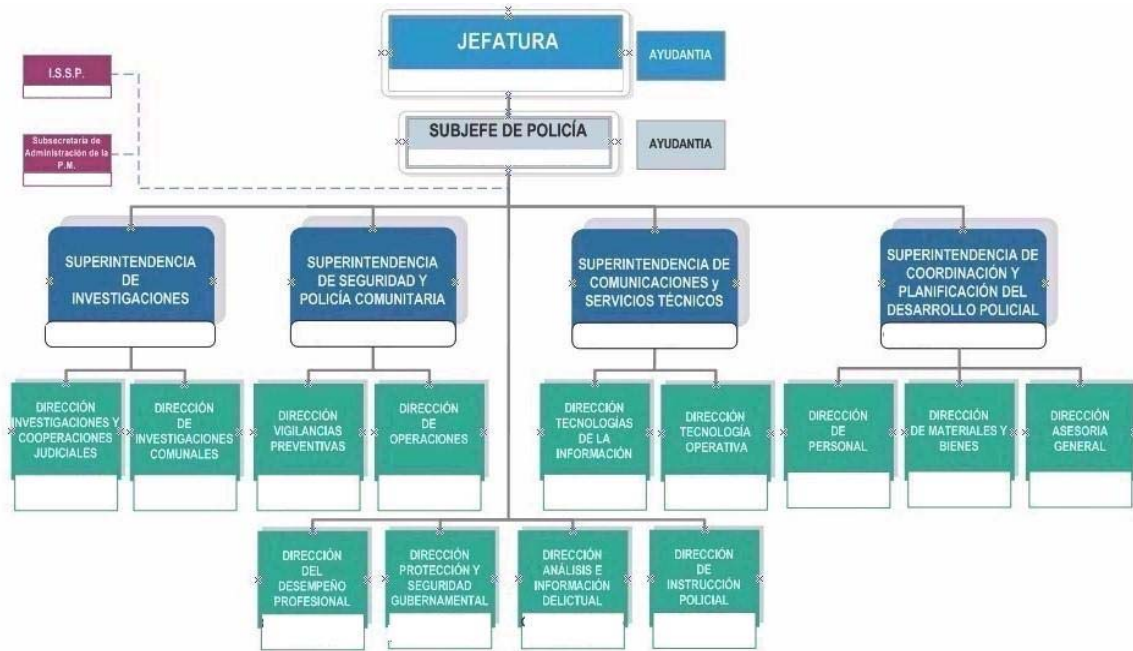 JEFATURA
AYUDANTIA
I.S.S.P.
SUBJEFE DE POLICÍA
AYUDANTIA
Subsecretaría de
Administración de la
P.M.
SUPERINTENDENCIA
DE
INVESTIGACIONES
SUPERINTENDENCIA
DE SEGURIDAD Y
POLICÍA COMUNITARIA
SUPERINTENDENCIA DE
COMUNICACIONES y
SERVICIOS TÉCNICOS
SUPERINTENDENCIA DE
COORDINACIÓN Y
PLANIFICACIÓN DEL
DESARROLLO POLICIAL
DIRECCIÓN
INVESTIGACIONES Y
COOPERACIONES
JUDICIALES
DIRECCIÓN
DE
INVESTIGACIONES
COMUNALES
DIRECCIÓN
VIGILANCIAS
PREVENTIVAS
DIRECCIÓN
DE
OPERACIONES
DIRECCIÓN
TECNOLOGÍAS
DE LA
INFORMACIÓN
DIRECCIÓN
TECNOLOGÍA
OPERATIVA
DIRECCIÓN
DE
PERSONAL
DIRECCIÓN
DE MATERIALES Y
BIENES
DIRECCIÓN
ASESORIA
GENERAL
DIRECCIÓN
DEL
DESEMPEÑO
PROFESIONAL
DIRECCIÓN
PROTECCIÓN Y
SEGURIDAD
GUBERNAMENTAL
DIRECCIÓN
ANÁLISIS E
INFORMACIÓN
DELICTUAL
DIRECCIÓN
DE
INSTRUCCIÓN
POLICIAL